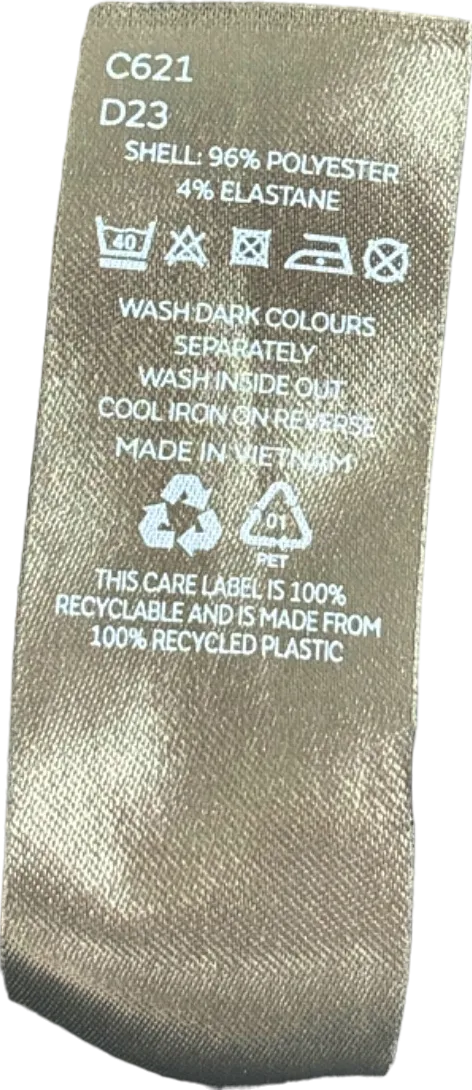 C621
D23
SHELL: 96% POLYESTER
4% ELASTANE
40
WASH DARK COLOURS
SEPARATELY
WASH INSIDE OUT
COOL IRON ON REVERSE
MADE IN VIETNAM
01
PET
THIS CARE LABEL IS 100%
RECYCLABLE AND IS MADE FROM
100% RECYCLED PLASTIC